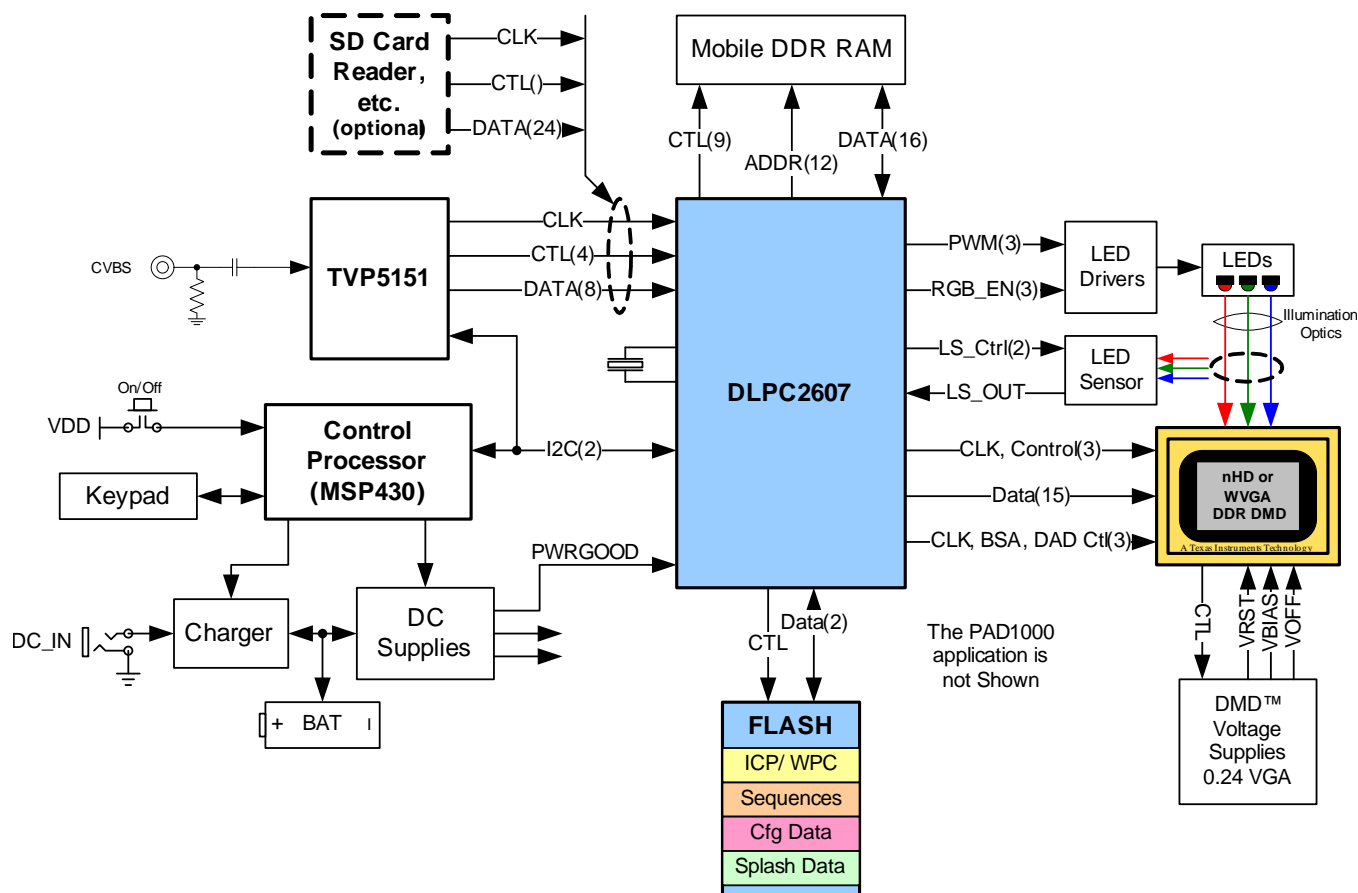 SD Card
Reader,
etc.
(optional)
CLK
CTL()
DATA(24)
Mobile DDR RAM
CTL(9)
ADDR(12)
DATA(16)
CVBS
TVP5151
CLK
CTL(4)
DATA(8)
DLPC2607
PWM(3)
RGB_EN(3)
LED
Drivers
LEDs
Illumination
Optics
LS_Ctrl(2)
LS_OUT
LED
Sensor
On/Off
VDD
Control
Processor
(MSP430)
Keypad
I2C(2)
CLK, Control(3)
Data(15)
CLK, BSA, DAD Ctl(3)
nHD or
WVGA
DDR DMD
A Texas Instruments Technology
PWRGOOD
DC_IN
Charger
DC
Supplies
+ BAT I
CTL
Data(2)
The PAD1000
application is
not Shown
CTL
VRST
VBIAS
VOFF
DMD™
Voltage
Supplies
0.24 VGA
FLASH
ICP/ WPC
Sequences
Cfg Data
Splash Data